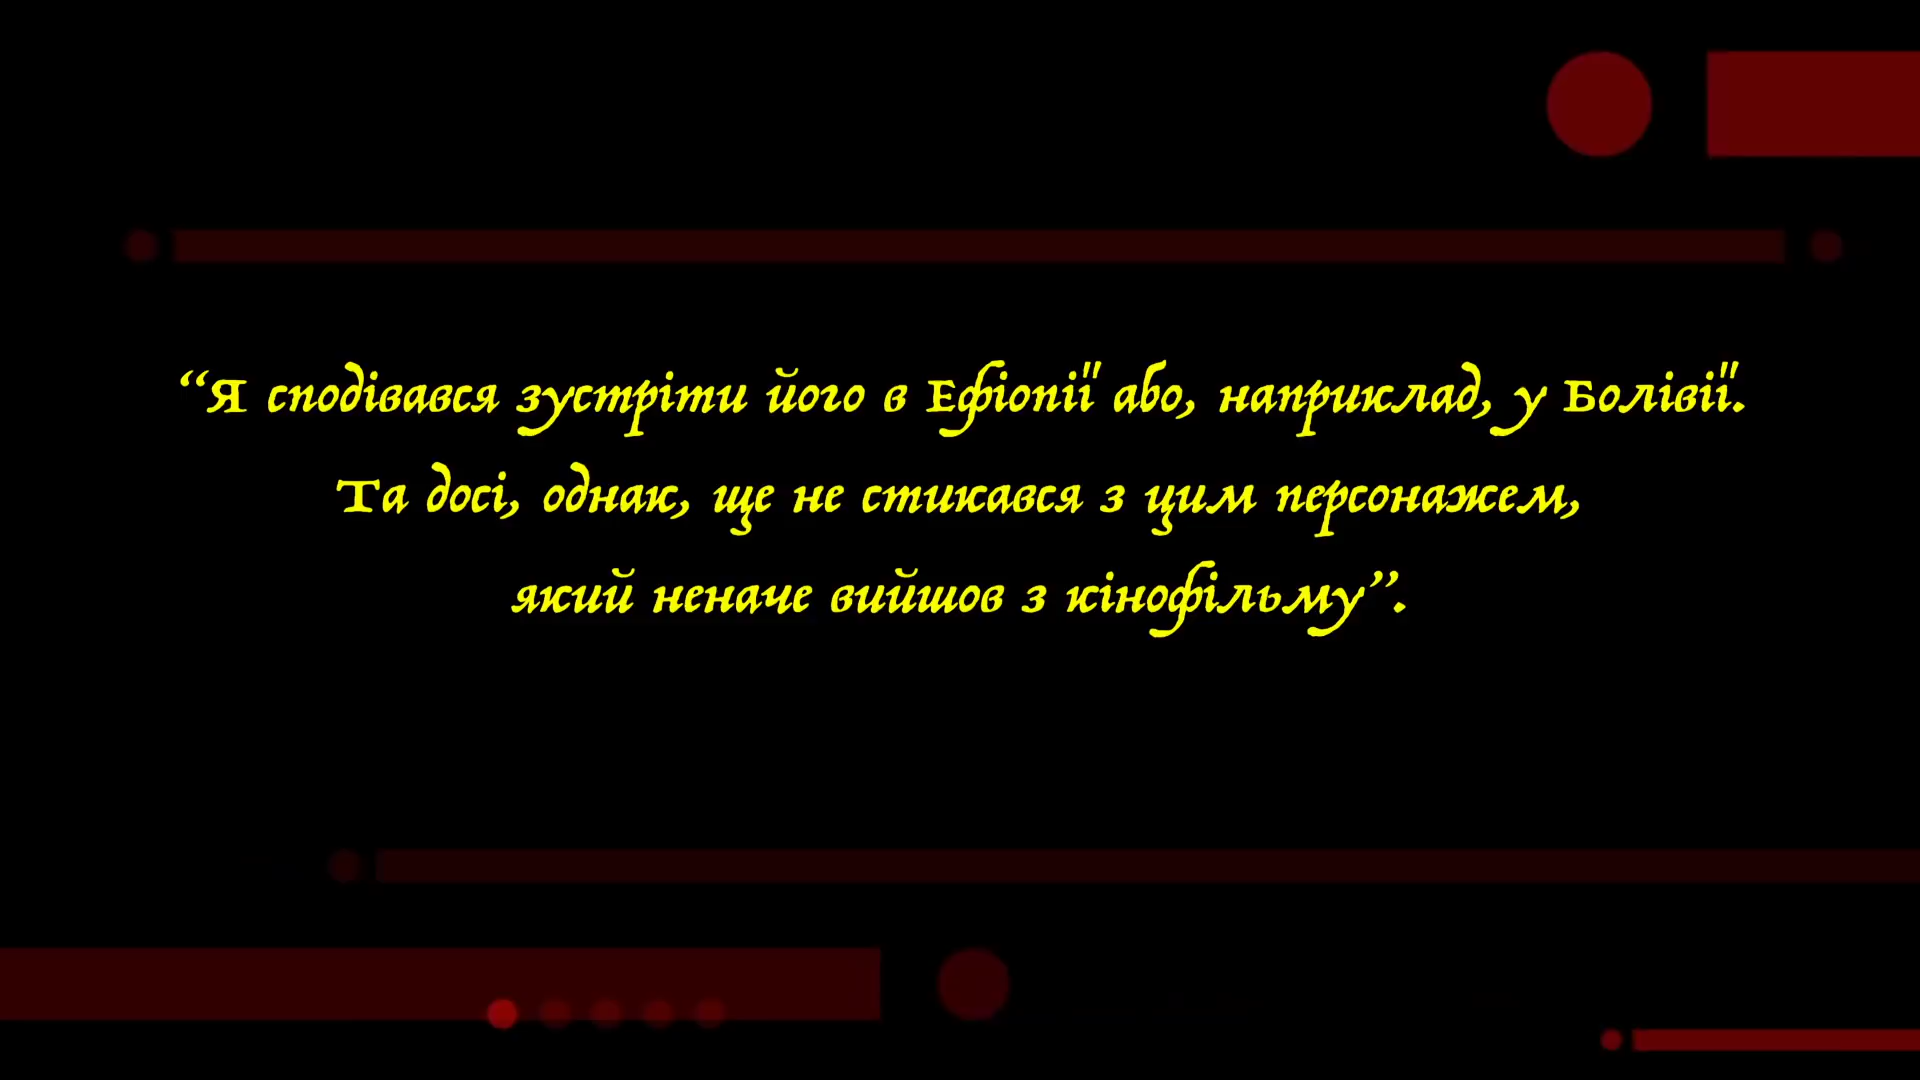 “Я сподівався зустріти його в Ефіопії або, наприклад, у Болівії.
Та досі, однак, ще не стикався з цим персонажем,
який неначе вийшов з кінофільму”.